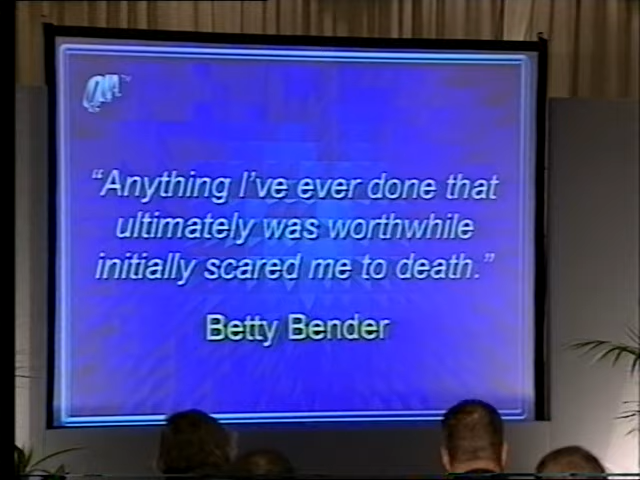 “Anything I've ever done that
ultimately was worthwhile
initially scared me to death.”
Betty Bender